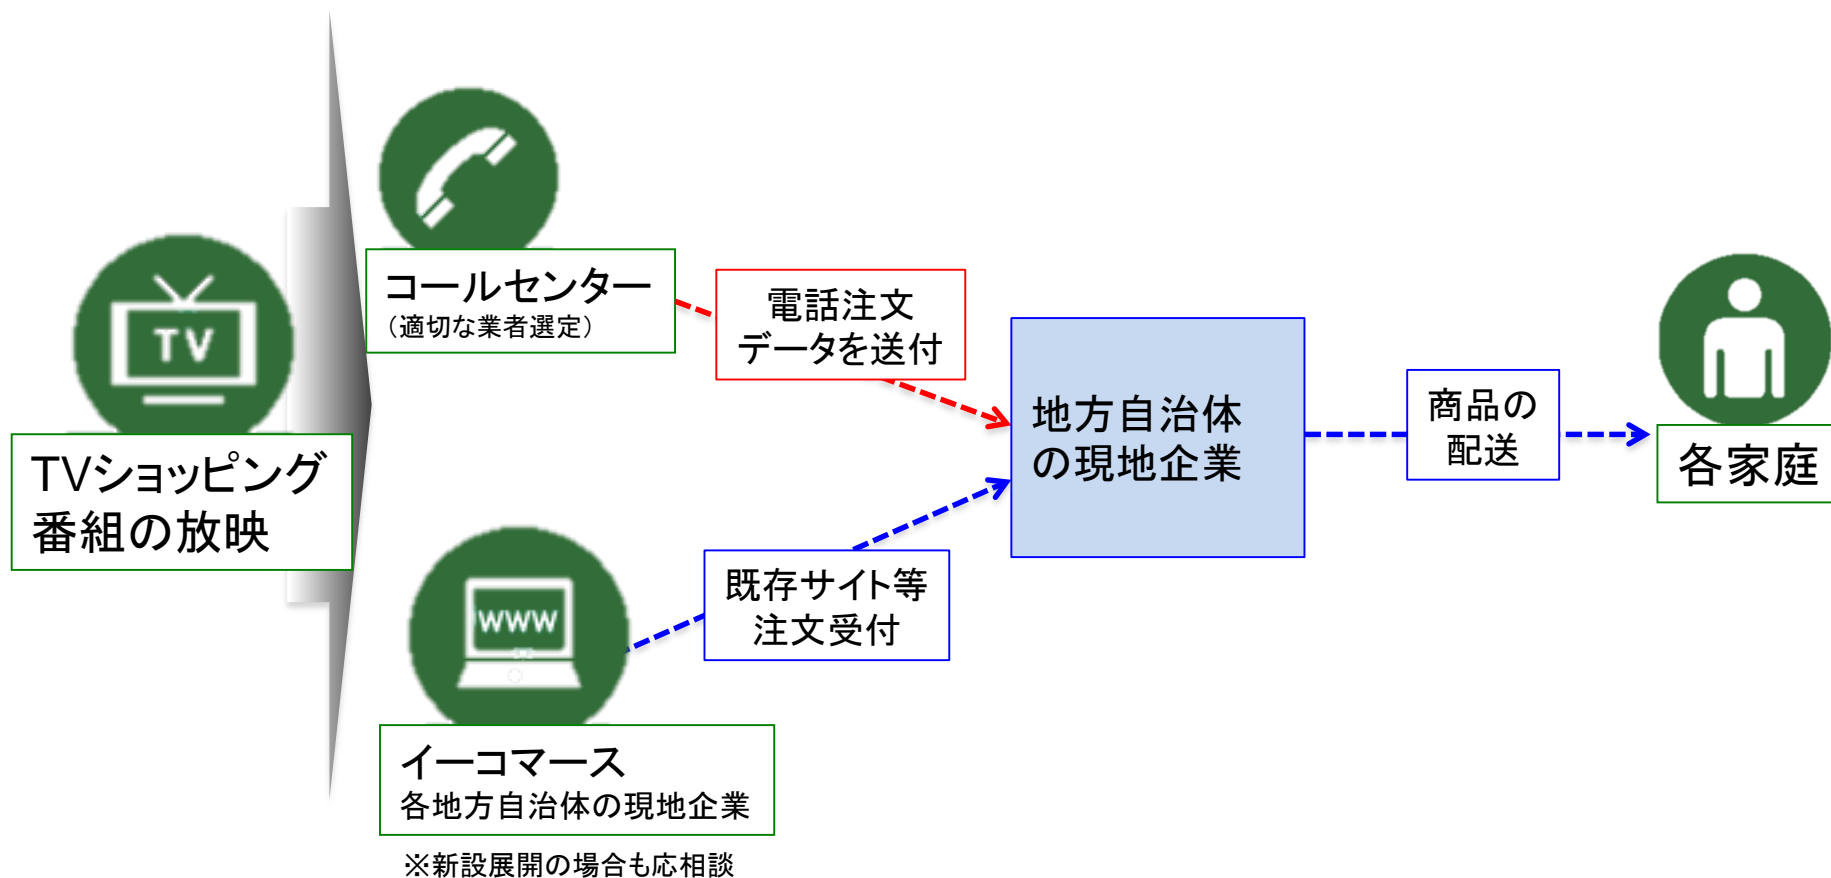 TV
TVショッピング
番組の放映
コールセンター
（適切な業者選定）
電話注文
データを送付
地方自治体
の現地企業
商品の
配送
各家庭
WWW
既存サイト等
注文受付
イーコマース
各地方自治体の現地企業
※新設展開の場合も応相談